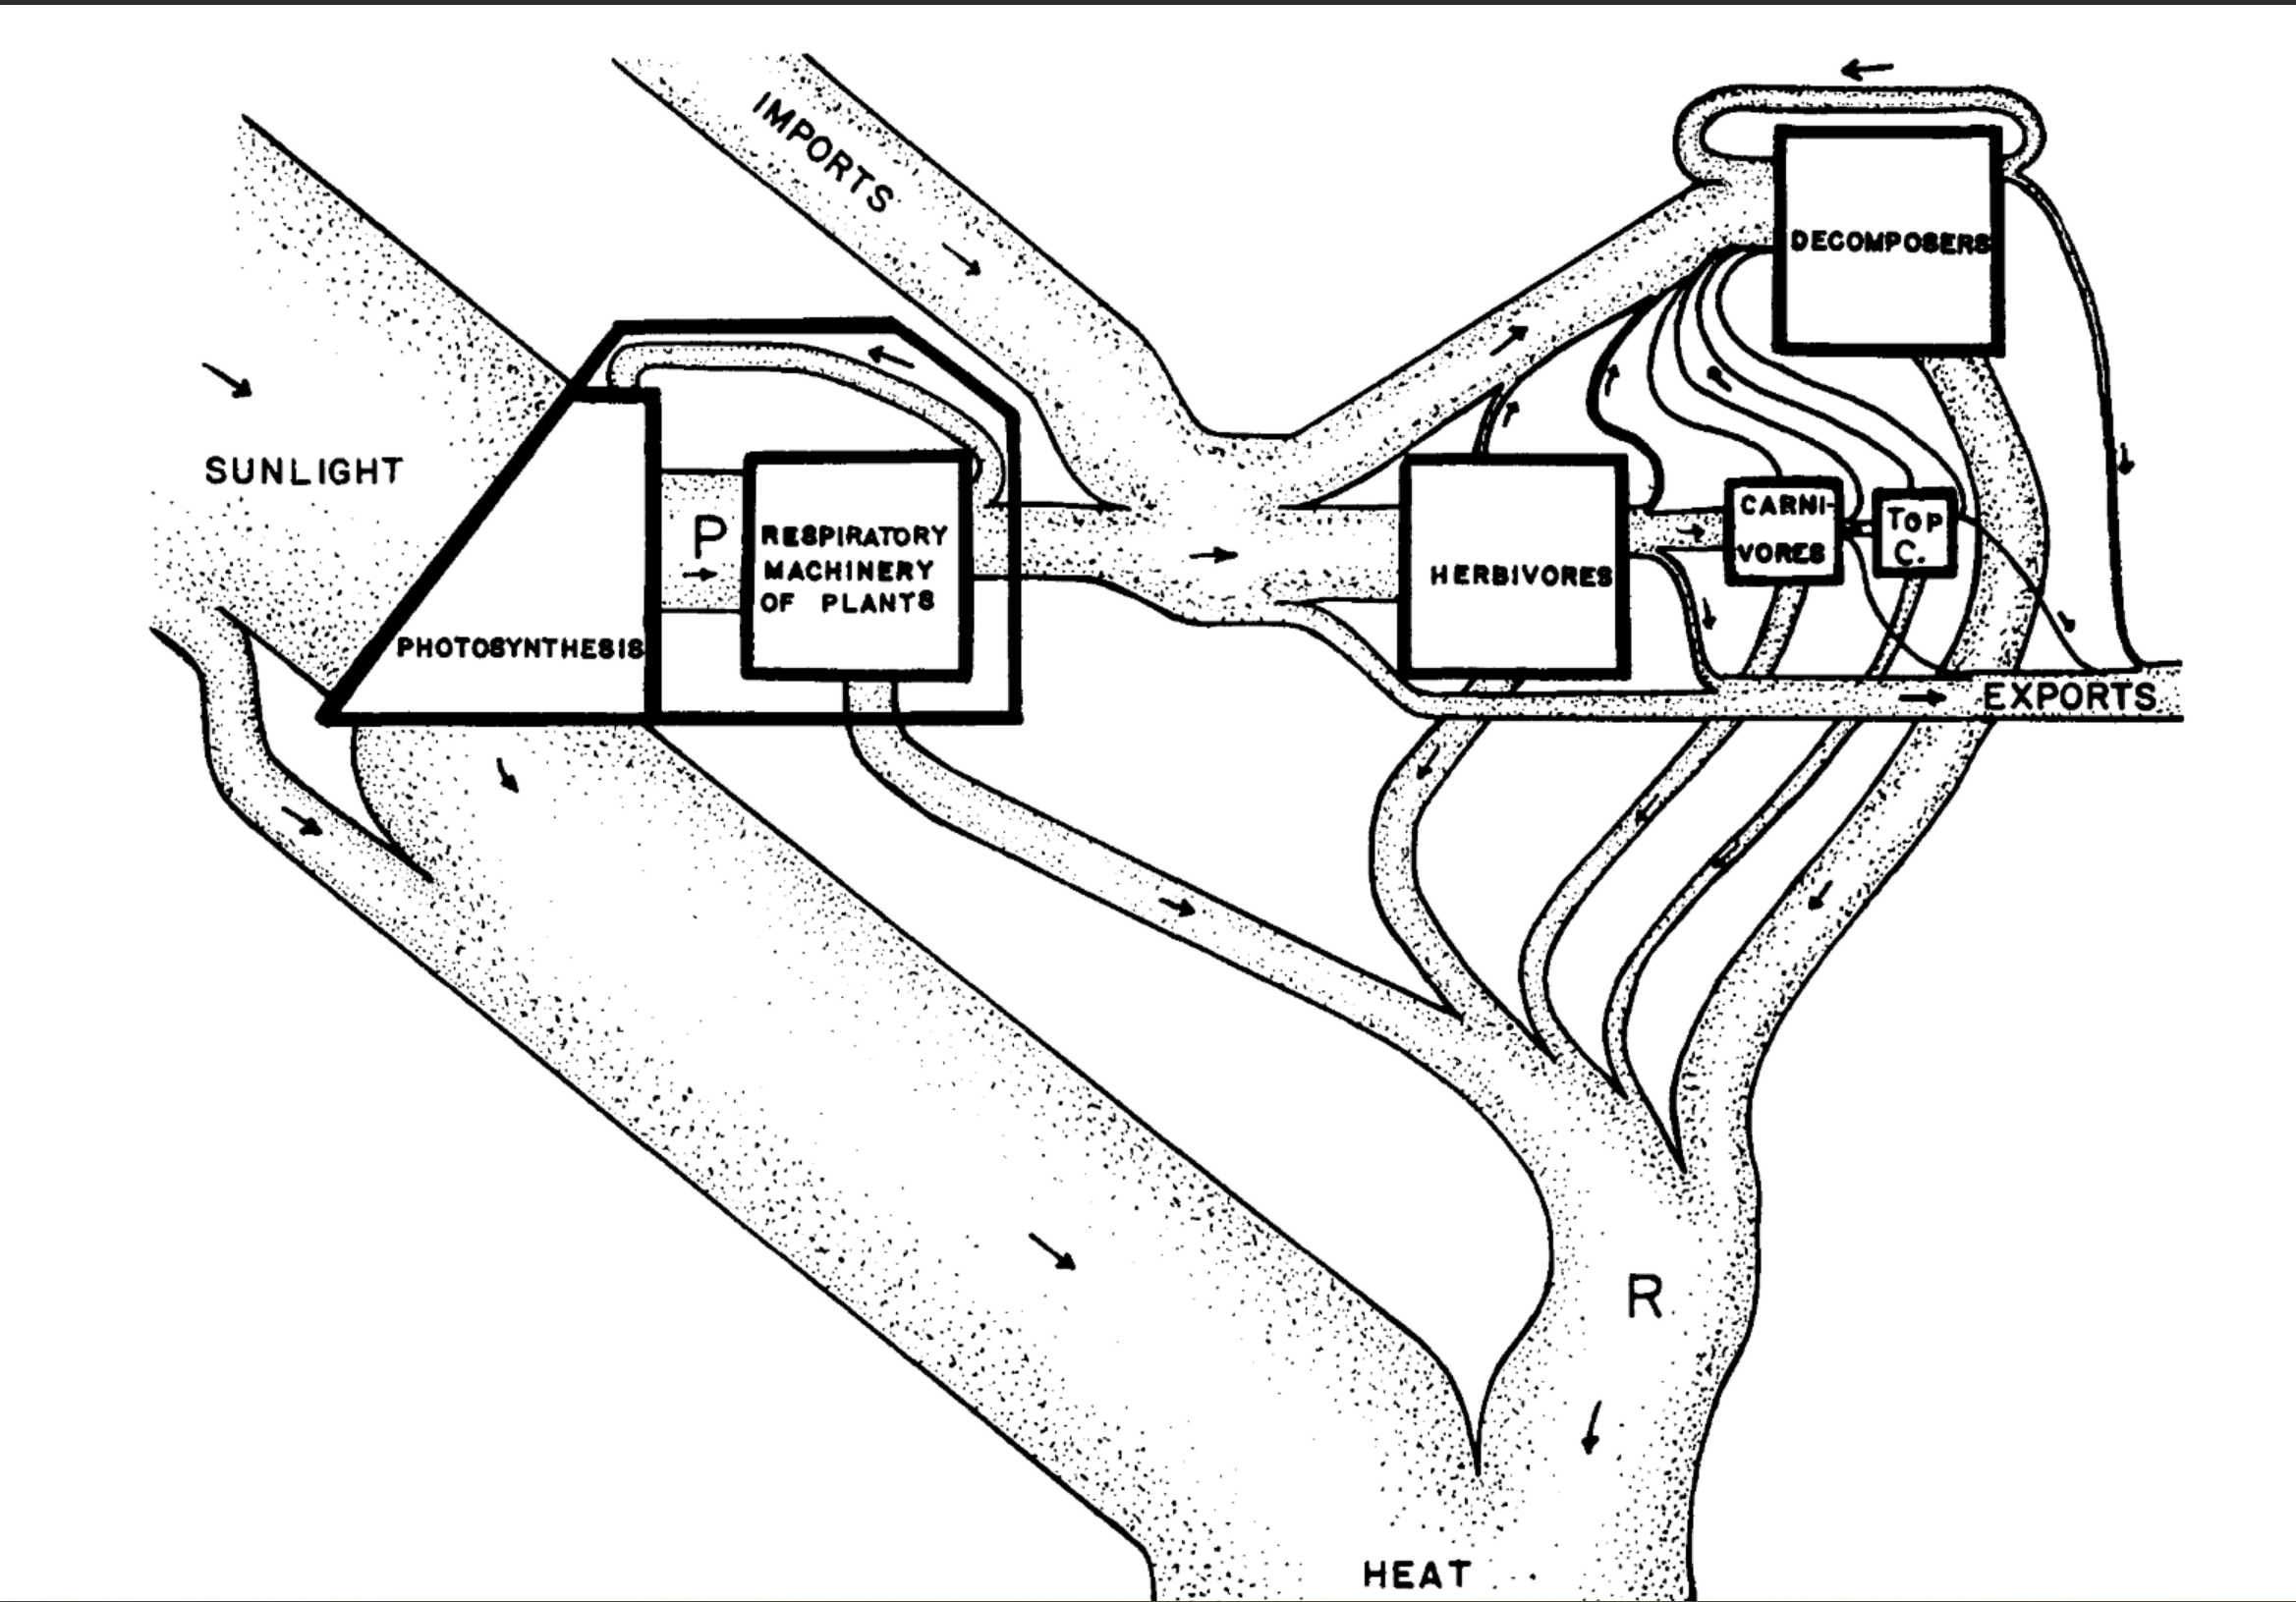 IMPORTS
DECOMPOSERS
SUNLIGHT
P
RESPIRATORY
MACHINERY
OF PLANTS
PHOTOSYNTHESIS
HERBIVORES
CARNI-
VORES
TOP
C.
EXPORTS
R
HEAT